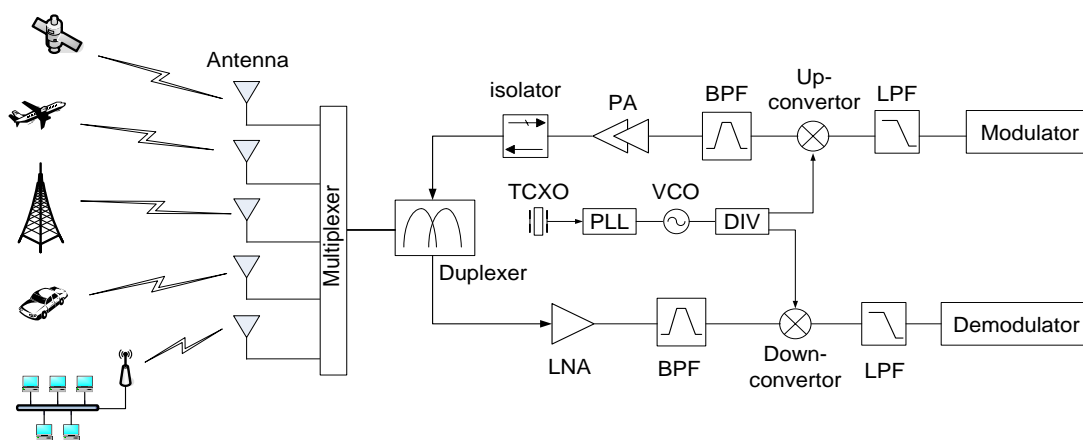 Antenna
Multiplexer
isolator
PA
BPF
Up-
convertor
LPF
Modulator
TCXO
VCO
PLL
DIV
Duplexer
LNA
BPF
Down-
convertor
LPF
Demodulator